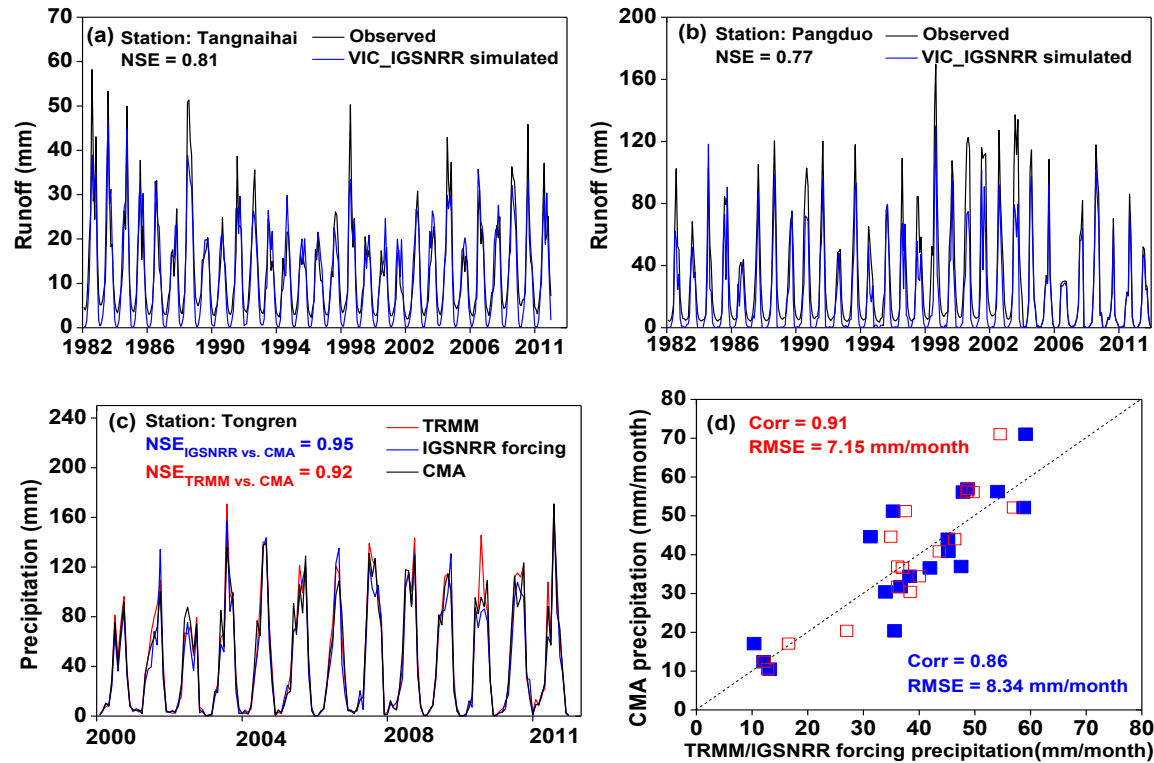 (a) Station: Tangnaihai
NSE = 0.81
Observed
VIC_IGSNRR simulated
Runoff (mm)
70
60
50
40
30
20
10
0
1982 1986 1990 1994 1998 2002 2006 2011
(b) Station: Pangduo
NSE = 0.77
Observed
VIC_IGSNRR simulated
Runoff (mm)
200
160
120
80
40
0
1982 1986 1990 1994 1998 2002 2006 2011
(c) Station: Tongren
NSE IGSNRR vs. CMA = 0.95
NSE TRMM vs. CMA = 0.92
TRMM
IGSNRR forcing
CMA
Precipitation (mm)
240
200
160
120
80
40
0
2000 2004 2008 2011
(d)
Corr = 0.91
RMSE = 7.15 mm/month
Corr = 0.86
RMSE = 8.34 mm/month
CMA precipitation (mm/month)
80
70
60
50
40
30
20
10
0
0 10 20 30 40 50 60 70 80
TRMM/IGSNRR forcing precipitation(mm/month)